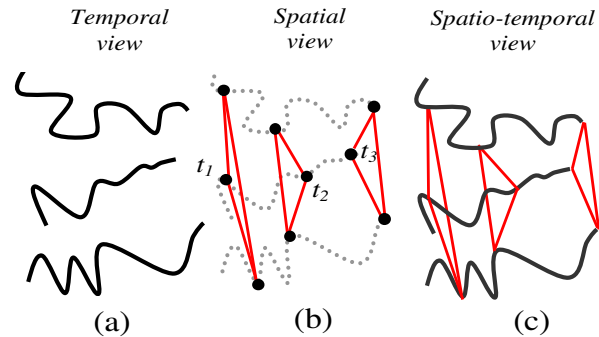 Temporal
view
Spatial
view
Spatio-temporal
view
t1
t2
t3
(a)
(b)
(c)